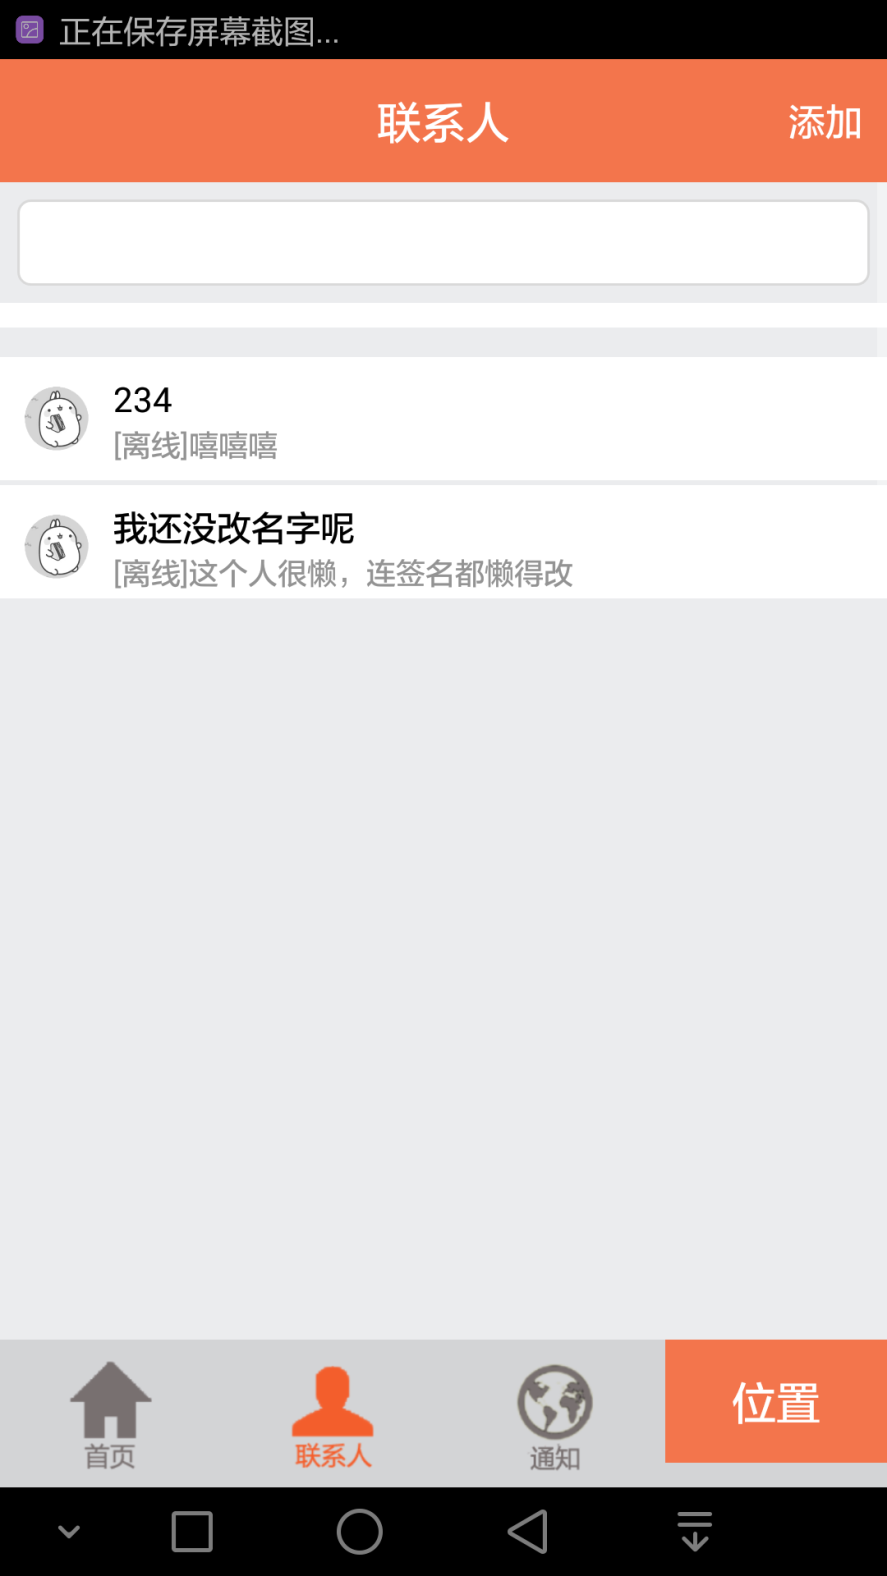 正在保存屏幕截图...
联系人
添加
234
[离线]嘻嘻嘻
我还没改名字呢
[离线]这个人很懒，连签名都懒得改
首页
联系人
通知
位置